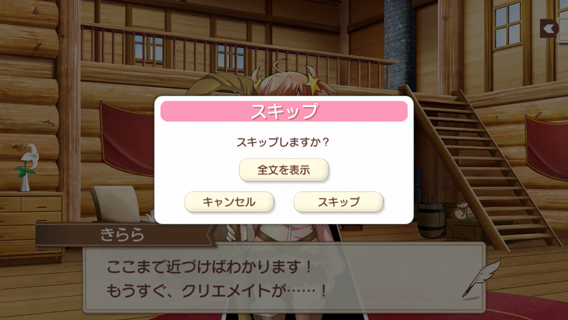 スキップ
スキップしますか？
全文を表示
キャンセル
スキップ
きらら
ここまで近づけばわかります！
もうすぐ、クリエメイトが……！